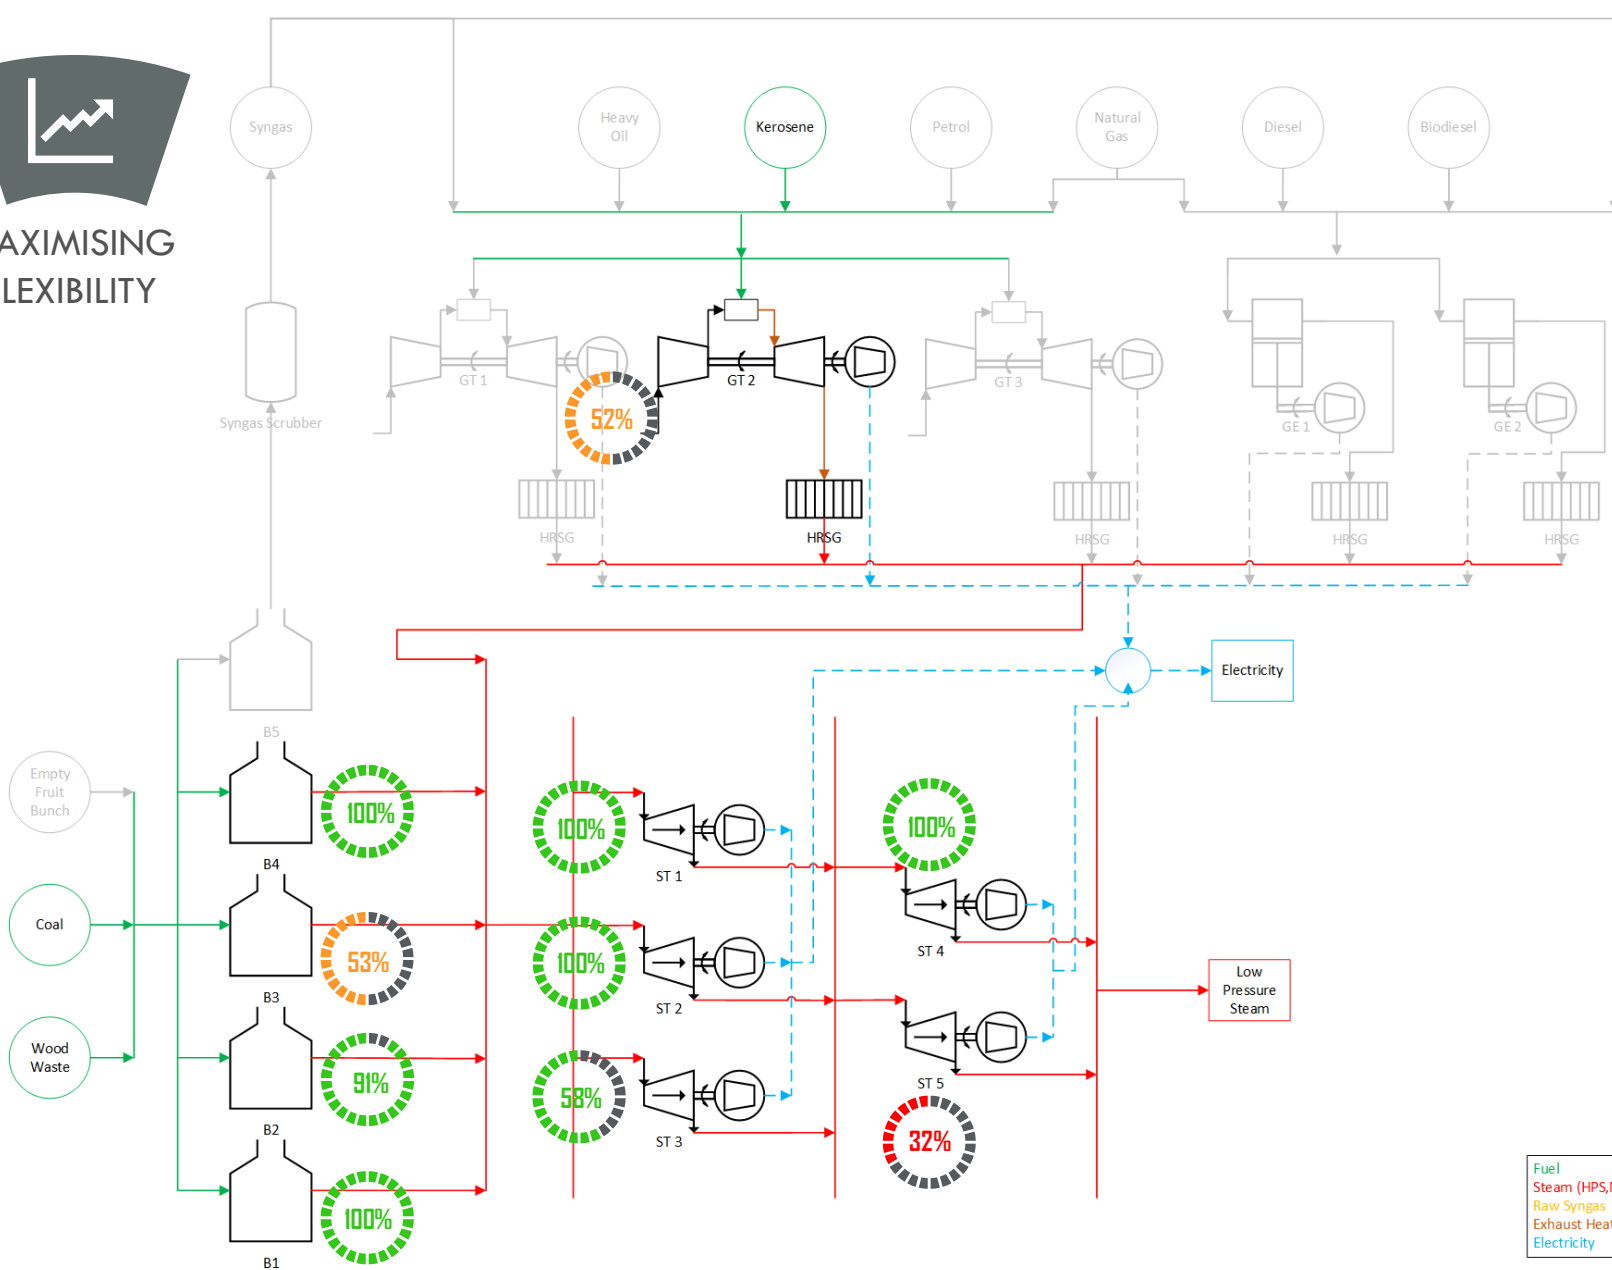 AXIMISING
LEXIBILITY
Syngas
Heavy
Oil
Kerosene
Petrol
Natural
Gas
Diesel
Biodiesel
Syngas Scrubber
GT 1
52%
GT 2
GT 3
GE 1
GE 2
HRSG
HRSG
HRSG
HRSG
HRSG
Electricity
B5
Empty
Fruit
Bunch
100%
B4
100%
ST 1
100%
ST 4
Coal
53%
B3
100%
ST 2
Low
Pressure
Steam
Wood
Waste
91%
B2
58%
ST 3
ST 5
32%
100%
B1
Fuel
Steam (HPS,
Raw Syngas
Exhaust Heat
Electricity